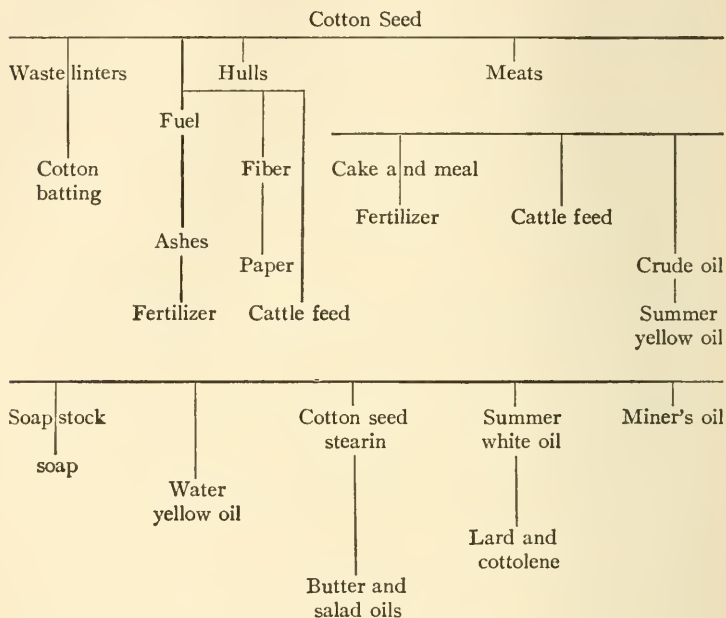 Cotton Seed
Waste linters
Hulls
Meats
Fuel
Cotton
batting
Fiber
Cake and meal
Fertilizer
Cattle feed
Ashes
Paper
Crude oil
Fertilizer
Cattle feed
Summer
yellow oil
Soap stock
Cotton seed
stearin
Summer
white oil
Miner's oil
soap
Water
yellow oil
Lard and
cottolene
Butter and
salad oils